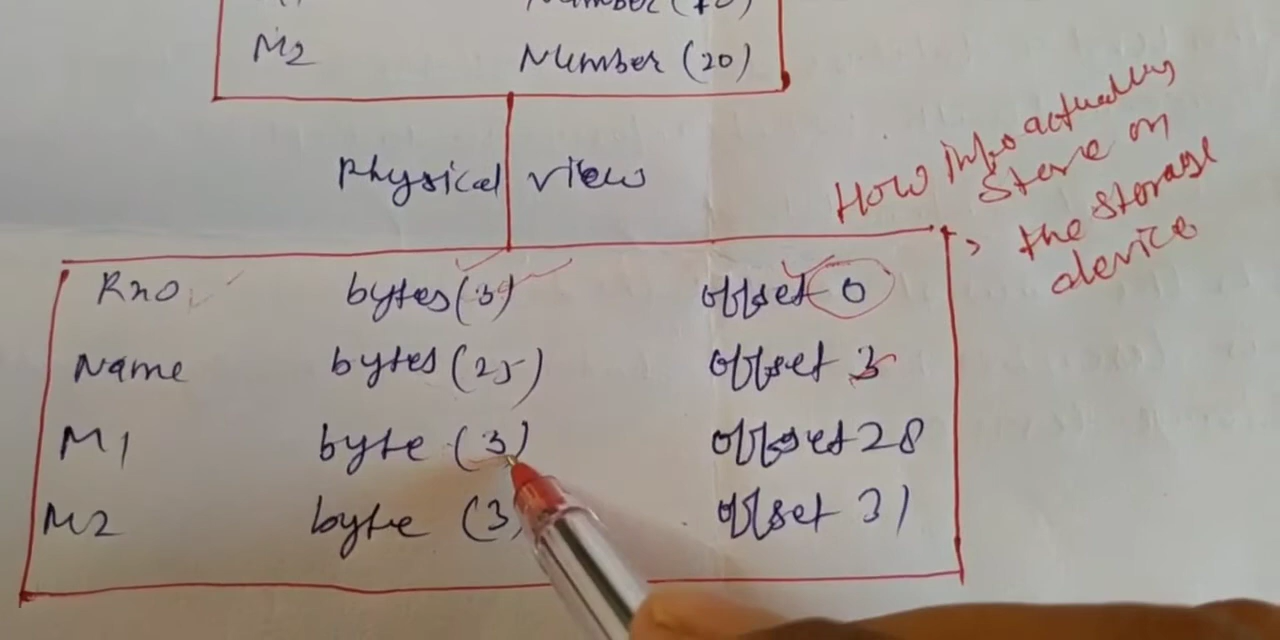 M2 Number (20)
Physical view
How info actually
store on
the storage
device
Rno bytes (3) offset 0
Name bytes (25) offset 3
M1 byte (3) offset 28
M2 byte (3) offset 31